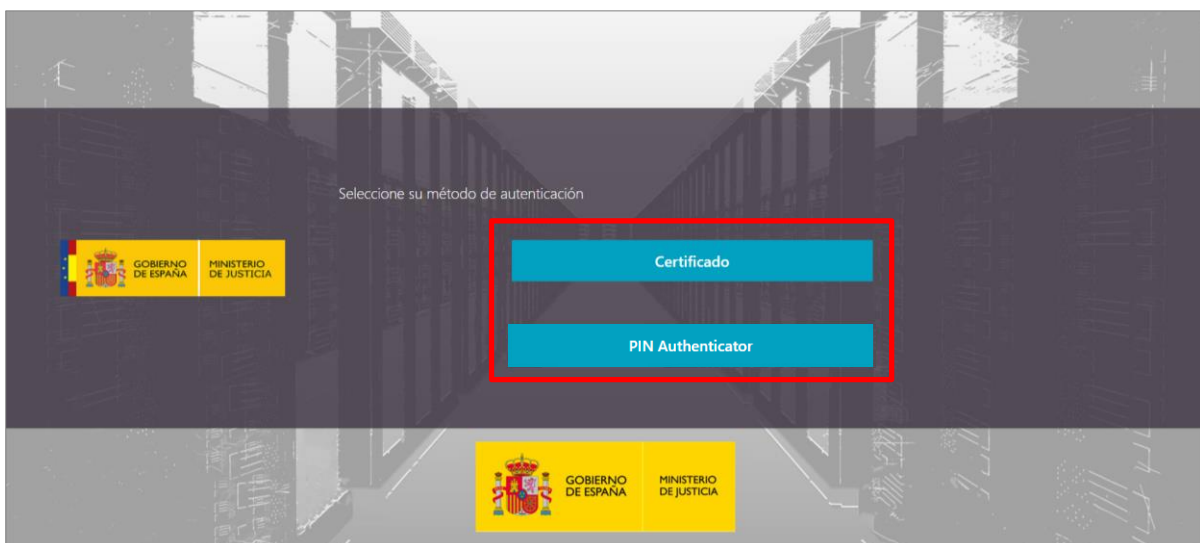 Seleccione su método de autenticación
Certificado
GOBIERNO
DE ESPAÑA
MINISTERIO
DE JUSTICIA
PIN Authenticator
GOBIERNO
DE ESPAÑA
MINISTERIO
DE JUSTICIA